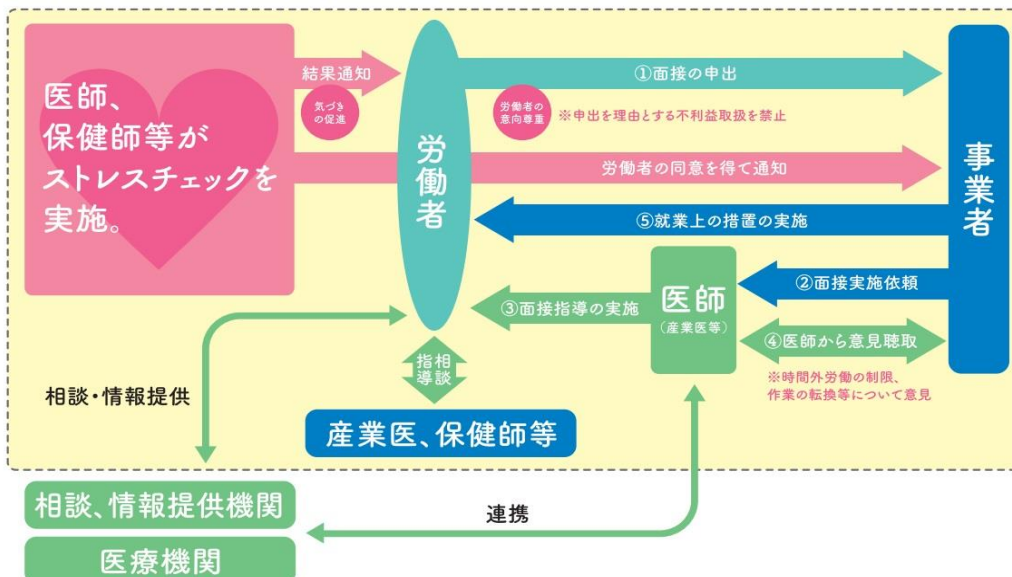 医師、
保健師等が
ストレスチェックを
実施。
結果通知
気づき
の促進
労働者
①面接の申出
労働者の
意向尊重
※申出を理由とする不利益取扱を禁止
労働者の同意を得て通知
⑤就業上の措置の実施
事業者
②面接実施依頼
医師
(産業医等)
③面接指導の実施
④医師から意見聴取
※時間外労働の制限、
作業の転換等について意見
相談
指導
産業医、保健師等
相談・情報提供
相談、情報提供機関
医療機関
連携